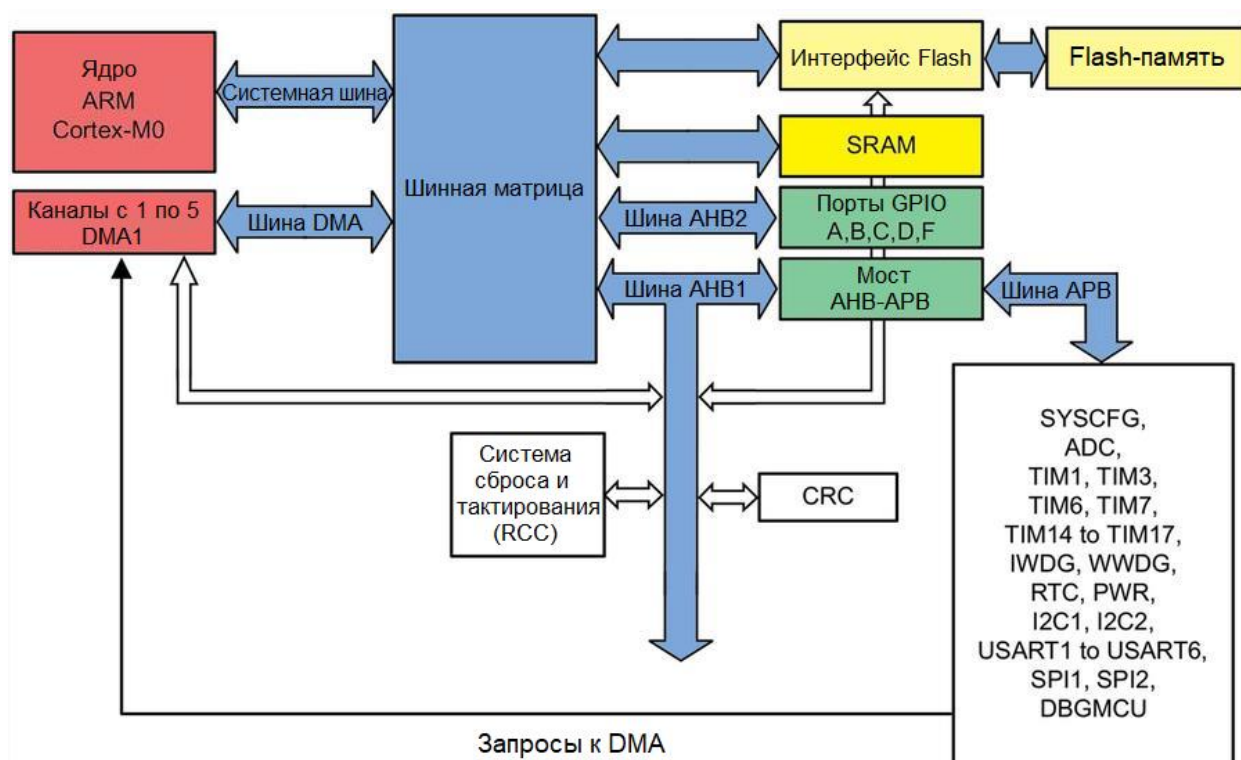 Ядро
ARM
Cortex-M0
Системная шина
Шинная матрица
Интерфейс Flash
Flash-память
SRAM
Каналы с 1 по 5
DMA1
Шина DMA
Шина AHB2
Порты GPIO
A,B,C,D,F
Шина AHB1
Мост
AHB-APB
Шина APB
Система
сброса и
тактирования
(RCC)
CRC
SYSCFG,
ADC,
TIM1, TIM3,
TIM6, TIM7,
TIM14 to TIM17,
IWDG, WWDG,
RTC, PWR,
I2C1, I2C2,
USART1 to USART6,
SPI1, SPI2,
DBGMCU
Запросы к DMA